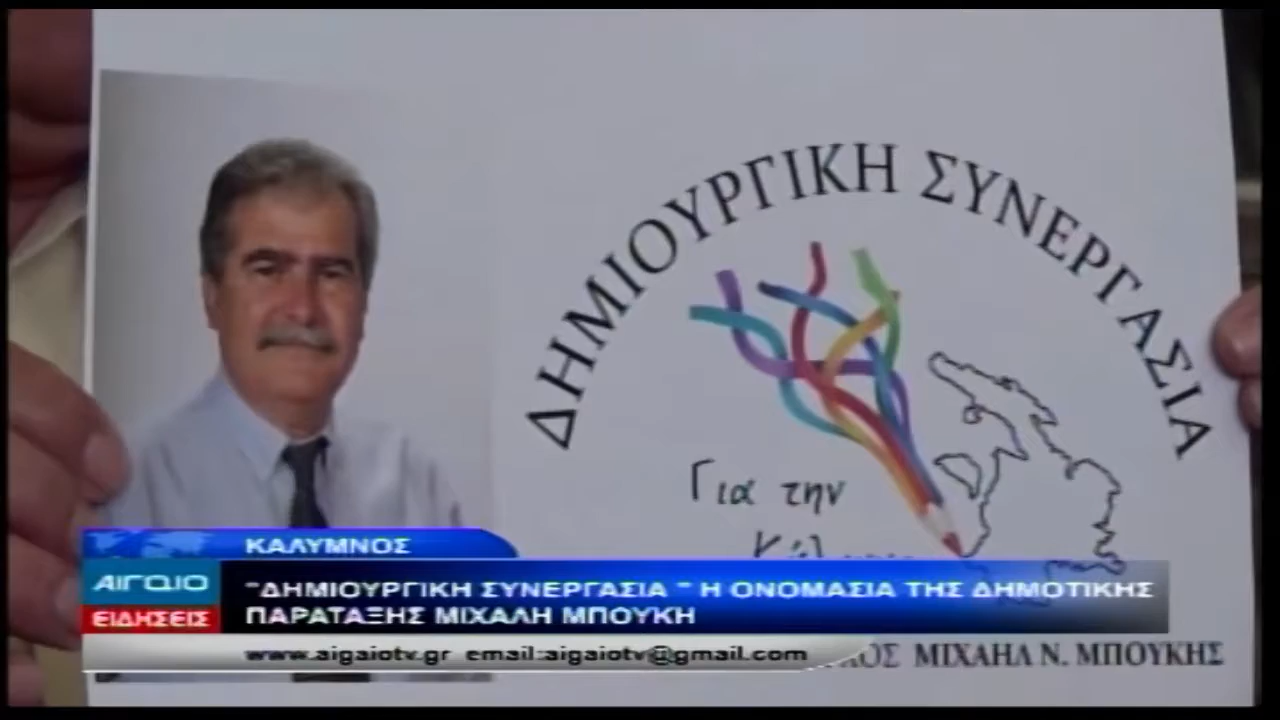 ΔΗΜΙΟΥΡΓΙΚΗ ΣΥΝΕΡΓΑΣΙΑ
Για την
ΚΑΛΥΜΝΟΣ
ΑΙΓΑΙΟ
ΕΙΔΗΣΕΙΣ
"ΔΗΜΙΟΥΡΓΙΚΗ ΣΥΝΕΡΓΑΣΙΑ " Η ΟΝΟΜΑΣΙΑ ΤΗΣ ΔΗΜΟΤΙΚΗΣ
ΠΑΡΑΤΑΞΗΣ ΜΙΧΑΛΗ ΜΠΟΥΚΗ
www.aigaiotv.gr email:aigaiotv@gmail.com
ΜΙΧΑΗΛ Ν. ΜΠΟΥΚΗΣ